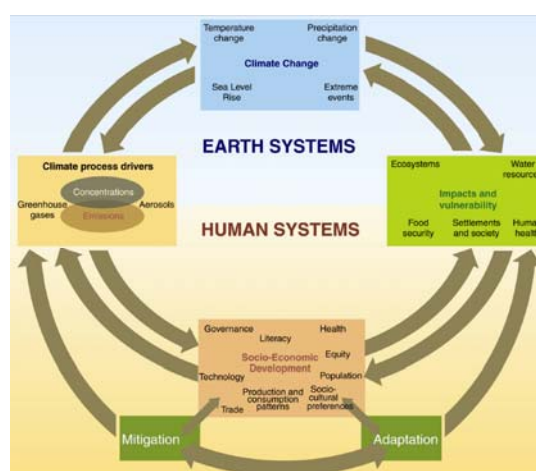 Temperature change
Precipitation change
Climate Change
Sea Level Rise
Extreme events
EARTH SYSTEMS
Climate process drivers
Concentrations
Greenhouse gases
Aerosols
Emissions
Ecosystems
Water resource
Impacts and vulnerability
Food security
Settlements and society
Human health
HUMAN SYSTEMS
Governance
Literacy
Health
Socio-Economic Development
Equity
Technology
Population
Production and consumption patterns
Socio-cultural preferences
Trade
Mitigation
Adaptation